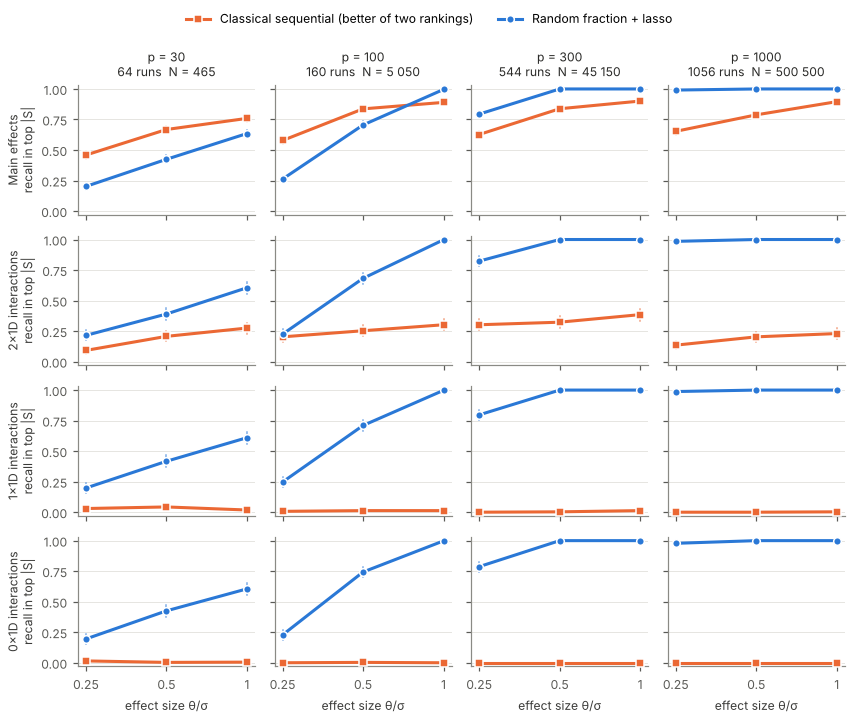 Classical sequential (better of two rankings)
Random fraction + lasso
p = 30
64 runs N = 465
p = 100
160 runs N = 5 050
p = 300
544 runs N = 45 150
p = 1000
1056 runs N = 500 500
Main effects
recall in top |S|
1.00
0.75
0.50
0.25
0.00
2×1D interactions
recall in top |S|
1.00
0.75
0.50
0.25
0.00
1×1D interactions
recall in top |S|
1.00
0.75
0.50
0.25
0.00
0×1D interactions
recall in top |S|
1.00
0.75
0.50
0.25
0.00
0.25 0.5 1
0.25 0.5 1
0.25 0.5 1
0.25 0.5 1
effect size θ/σ
effect size θ/σ
effect size θ/σ
effect size θ/σ